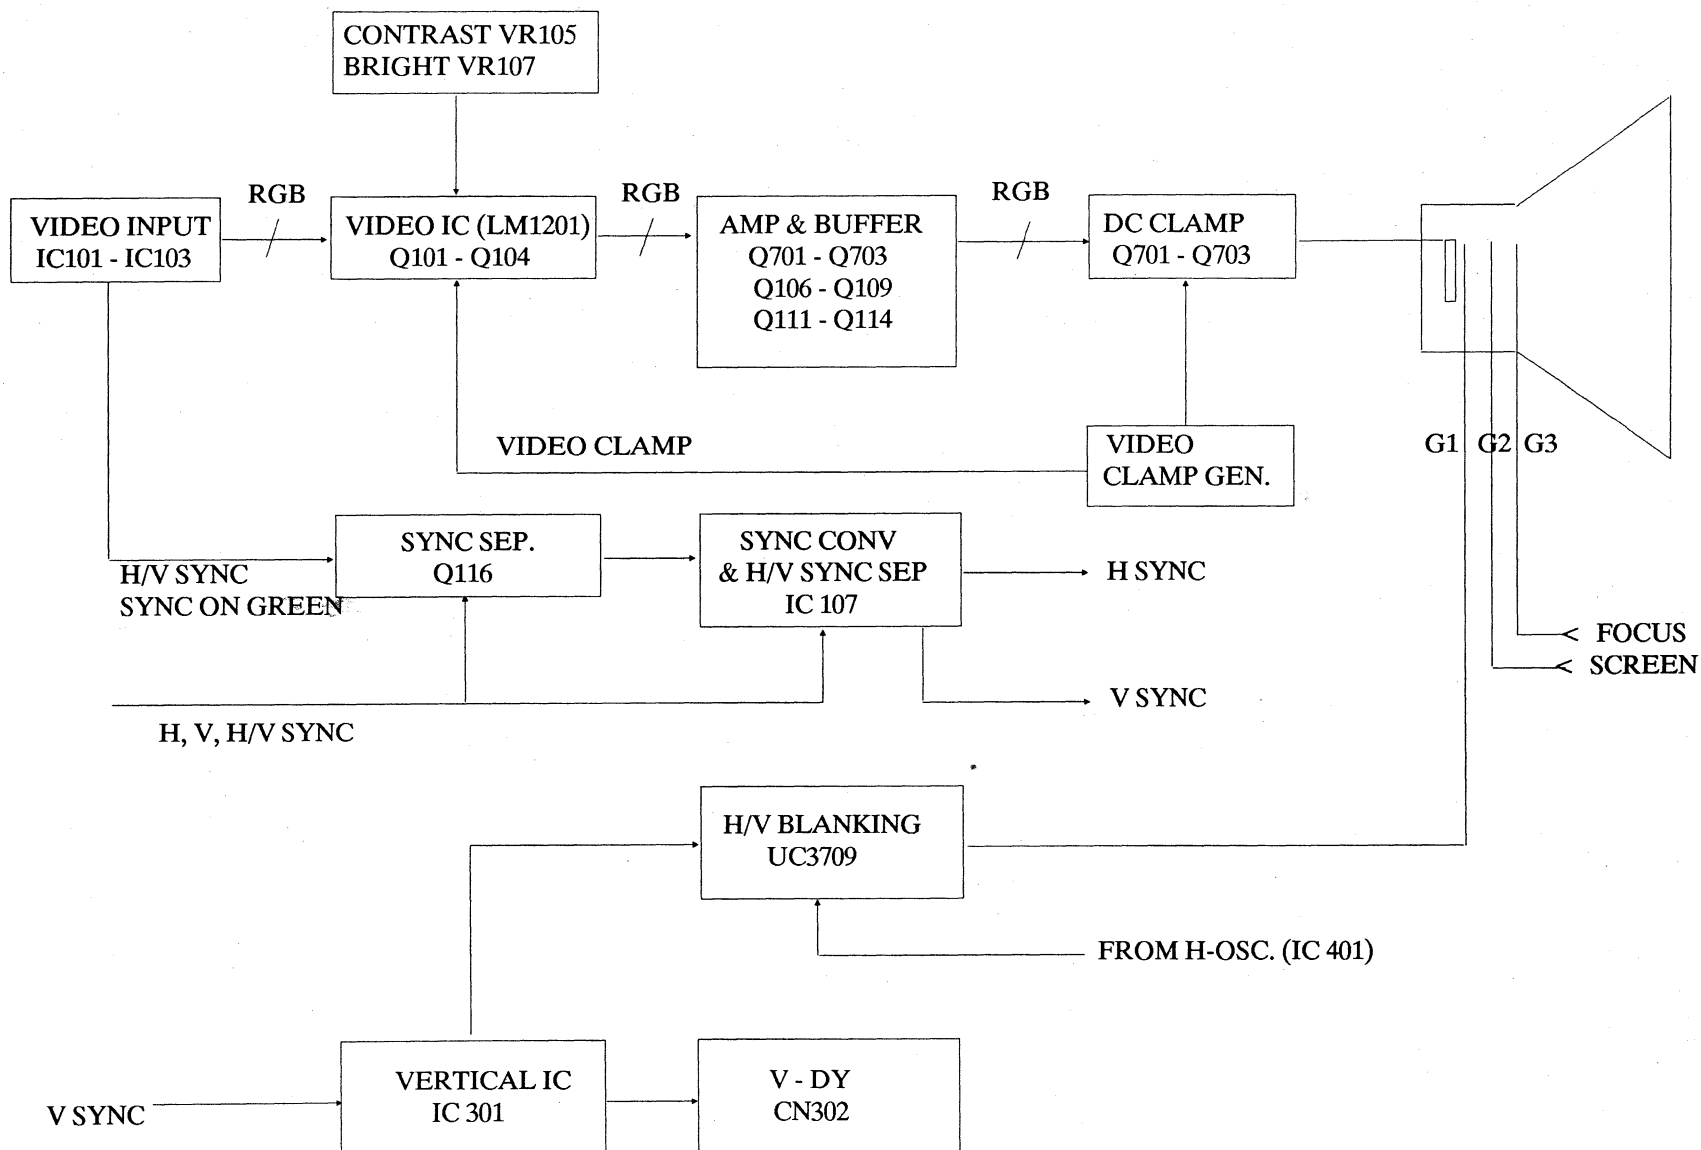 CONTRAST VR105
BRIGHT VR107
RGB
RGB
RGB
VIDEO INPUT
IC101 - IC103
VIDEO IC (LM1201)
Q101 - Q104
AMP & BUFFER
Q701 - Q703
Q106 - Q109
Q111 - Q114
DC CLAMP
Q701 - Q703
VIDEO CLAMP
VIDEO
CLAMP GEN.
G1
G2
G3
H/V SYNC
SYNC ON GREEN
SYNC SEP.
Q116
SYNC CONV
& H/V SYNC SEP
IC 107
H SYNC
FOCUS
SCREEN
V SYNC
H, V, H/V SYNC
H/V BLANKING
UC3709
FROM H-OSC. (IC 401)
V SYNC
VERTICAL IC
IC 301
V - DY
CN302